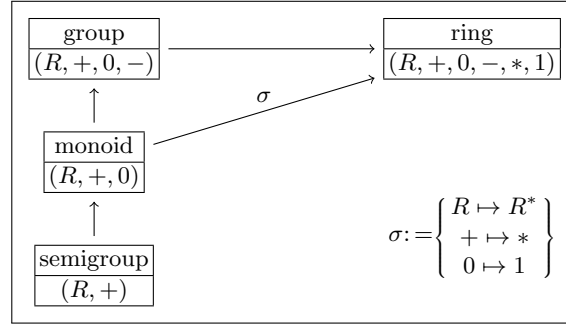 group
(R, +, 0, −)
ring
(R, +, 0, −, ∗, 1)
σ
monoid
(R, +, 0)
semigroup
(R, +)
σ: =
R ↦ R*
+ ↦ ∗
0 ↦ 1